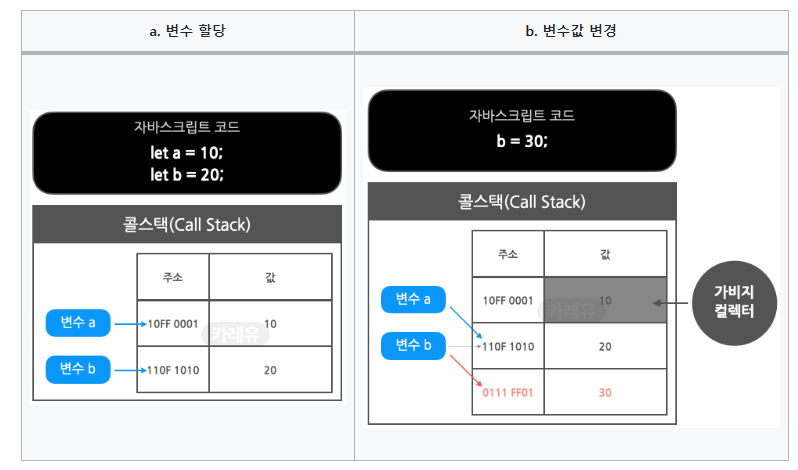 a. 변수 할당
b. 변수값 변경
자바스크립트 코드
let a = 10;
let b = 20;
콜스택(Call Stack)
주소 값
변수 a 10FF 0001 10
변수 b 110F 1010 20
카레유
자바스크립트 코드
b = 30;
콜스택(Call Stack)
주소 값
변수 a 10FF 0001 10
변수 b 110F 1010 20
0111 FF01 30
카레유
가비지
컬렉터